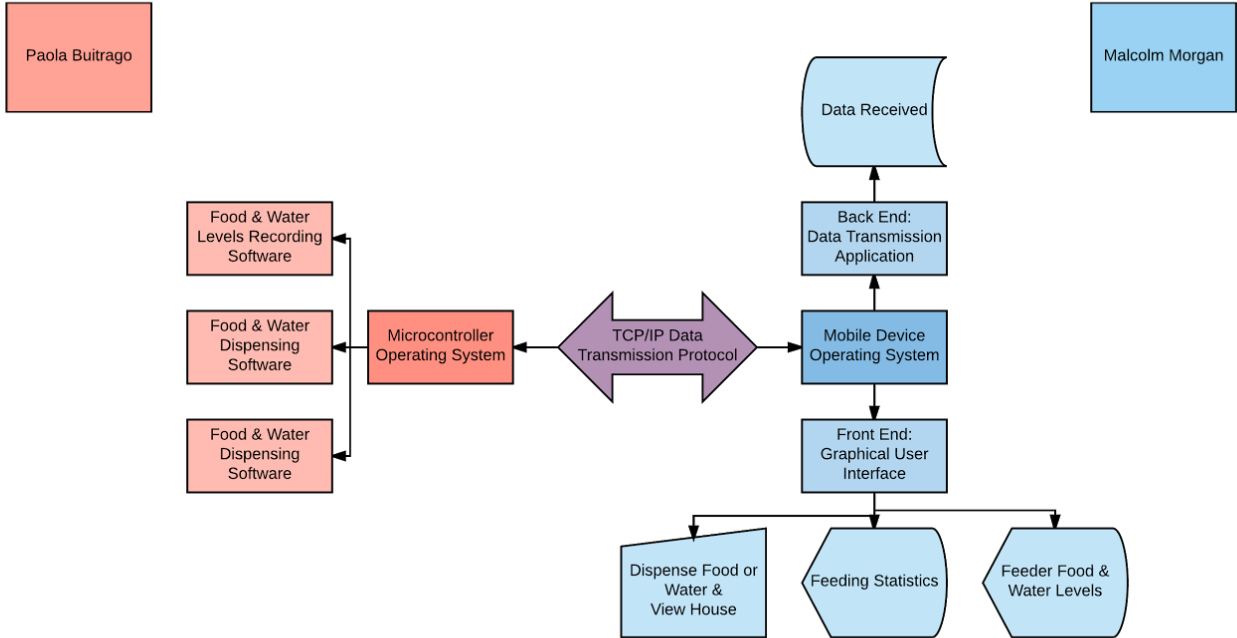 Paola Buitrago
Malcolm Morgan
Data Received
Food & Water
Levels Recording
Software
Back End:
Data Transmission
Application
Food & Water
Dispensing
Software
Microcontroller
Operating System
TCP/IP Data
Transmission Protocol
Mobile Device
Operating System
Food & Water
Dispensing
Software
Front End:
Graphical User
Interface
Dispense Food or
Water &
View House
Feeding Statistics
Feeder Food &
Water Levels